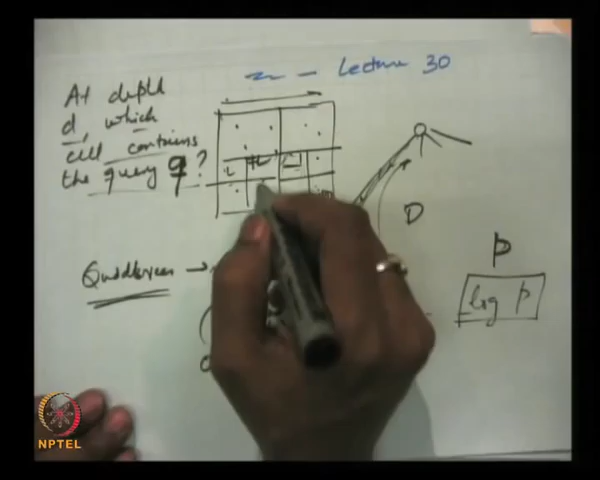 Lecture 30
At depth
d, which
cell contains
the query q?
D
Quadtrees →
p
log p
NPTEL